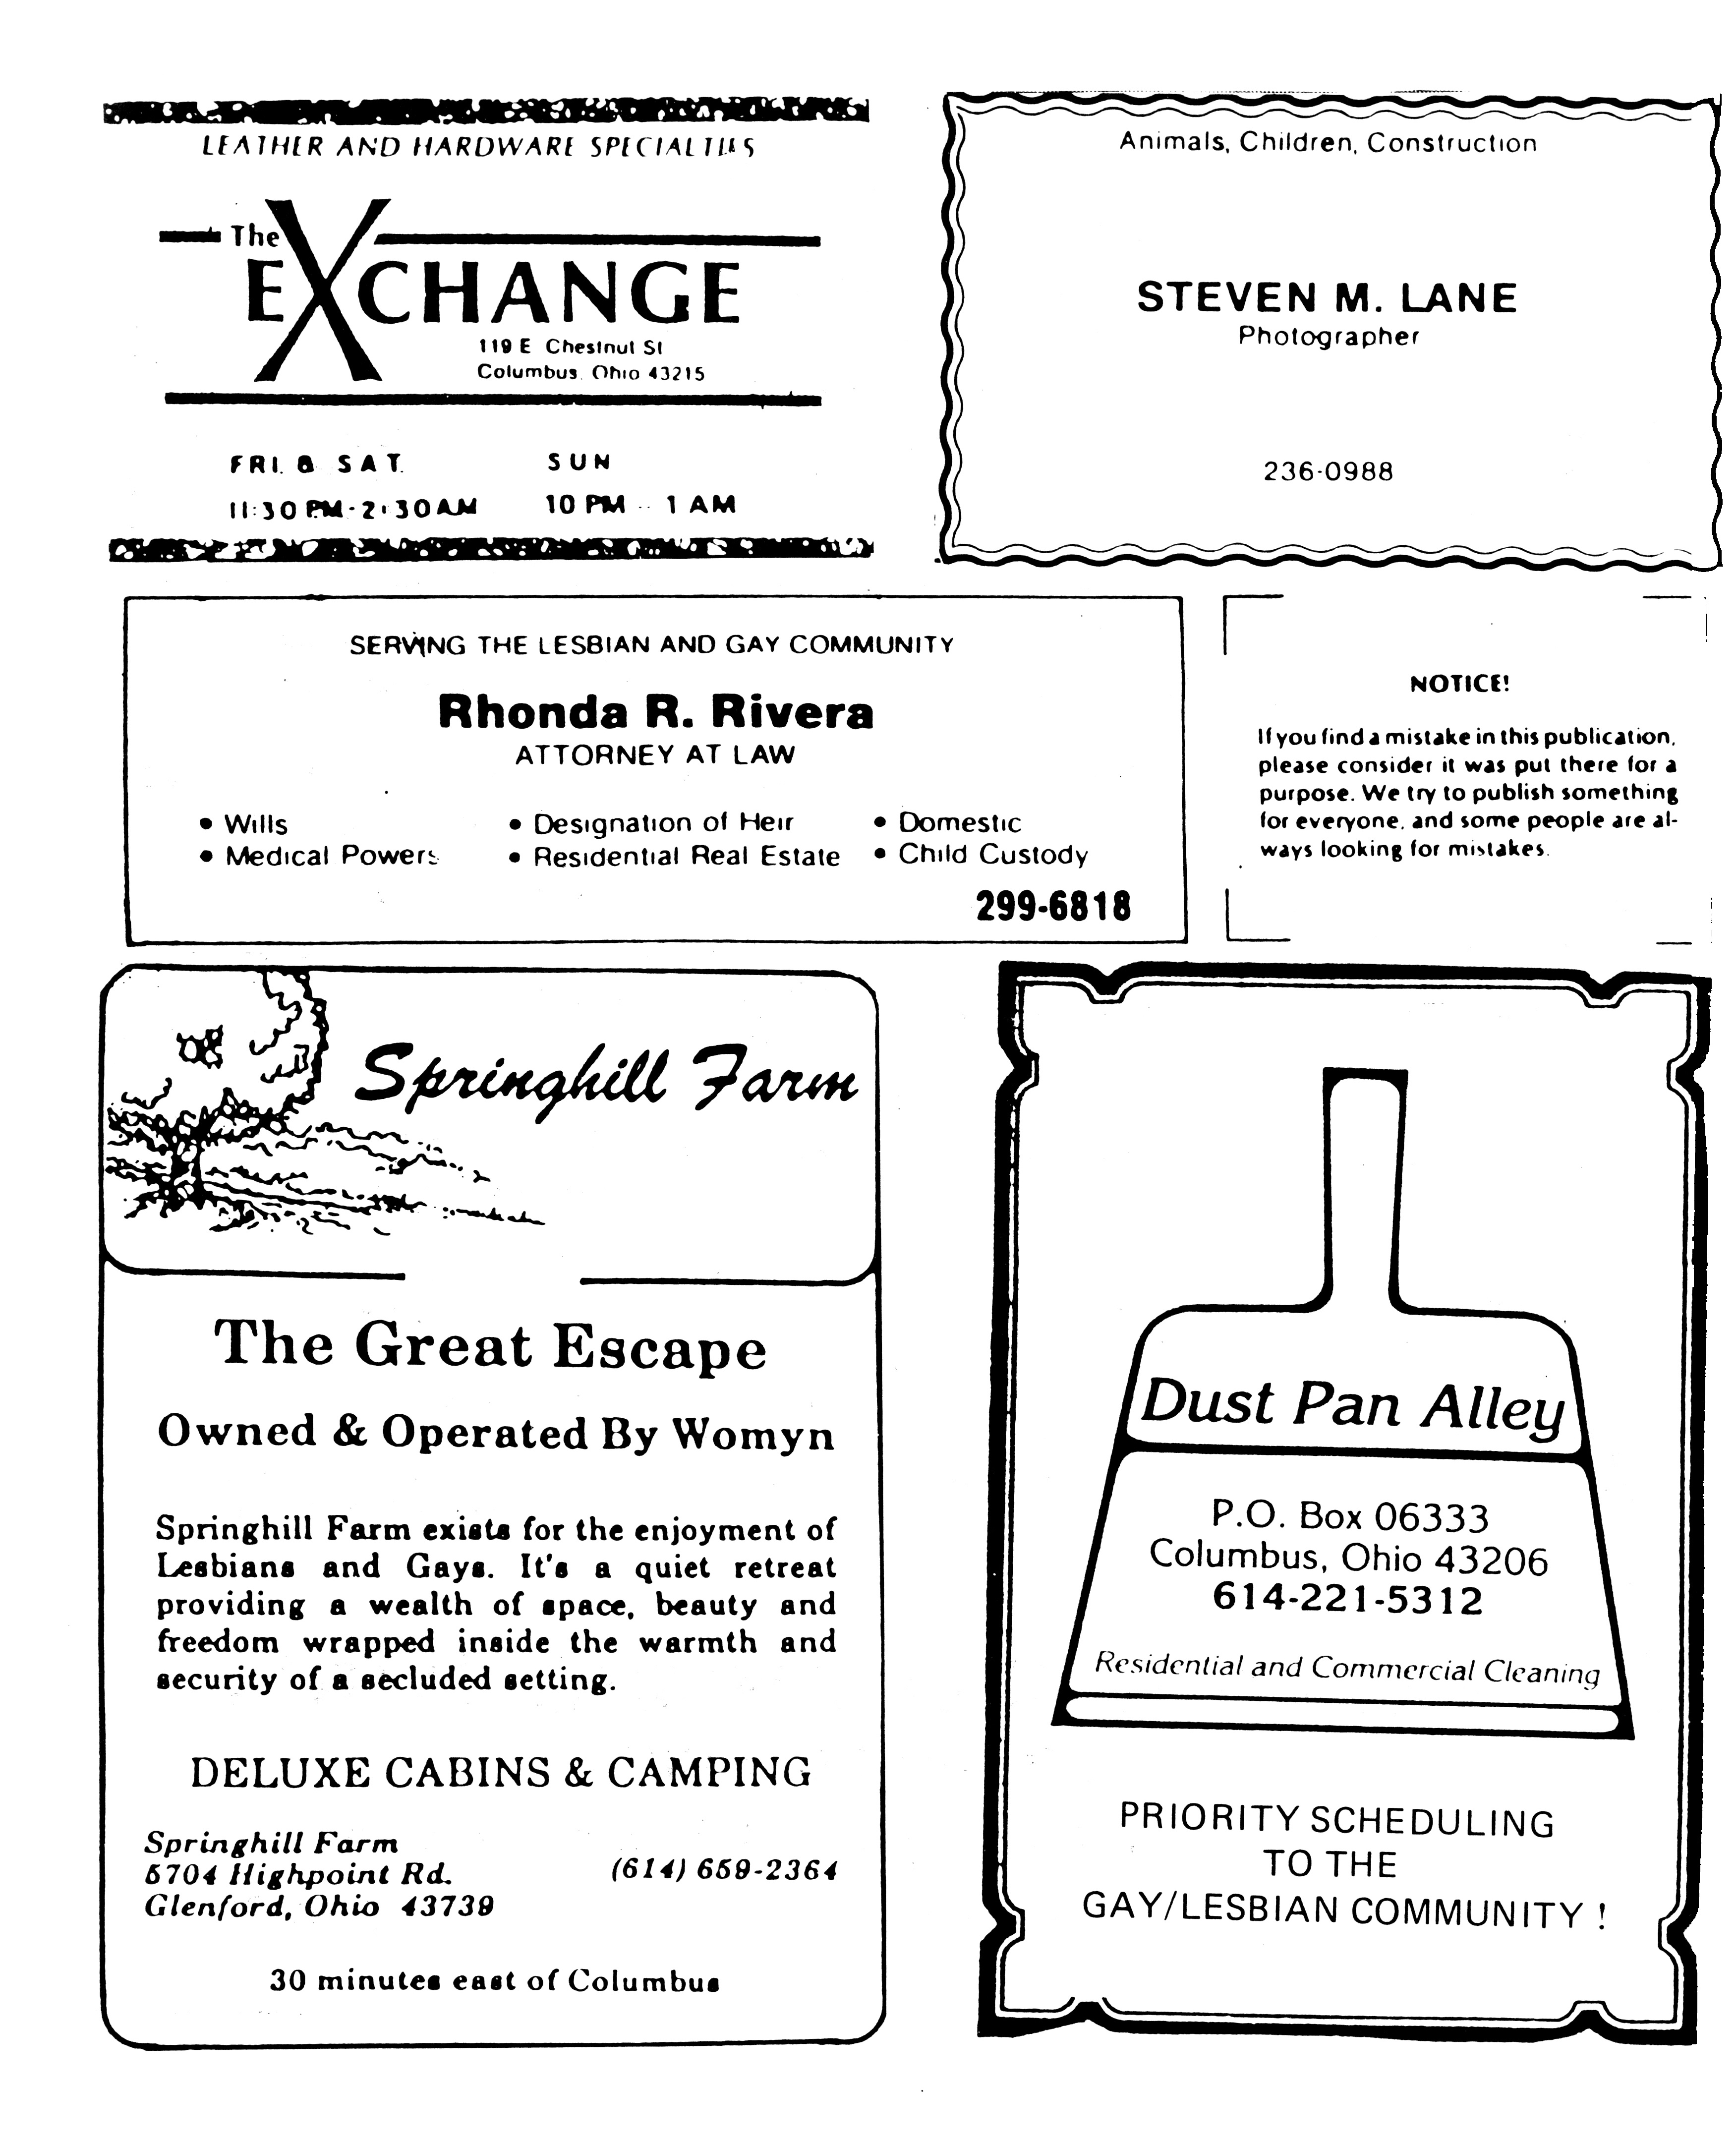 LEATHER AND HARDWARE SPECIALTIES
The
EXCHANGE
119 E Chestnut St
Columbus, Ohio 43215
FRI. & SAT. SUN
11:30 PM - 2:30 AM 10 PM - 1 AM
Animals, Children, Construction
STEVEN M. LANE
Photographer
236-0988
SERVING THE LESBIAN AND GAY COMMUNITY
Rhonda R. Rivera
ATTORNEY AT LAW
• Wills • Designation of Heir • Domestic
• Medical Powers • Residential Real Estate • Child Custody
299-6818
NOTICE!
If you find a mistake in this publication,
please consider it was put there for a
purpose. We try to publish something
for everyone, and some people are al-
ways looking for mistakes.
Springhill Farm
The Great Escape
Owned & Operated By Womyn
Springhill Farm exists for the enjoyment of
Lesbians and Gays. It's a quiet retreat
providing a wealth of space, beauty and
freedom wrapped inside the warmth and
security of a secluded setting.
DELUXE CABINS & CAMPING
Springhill Farm
5704 Highpoint Rd. (614) 659-2364
Glenford, Ohio 43739
30 minutes east of Columbus
Dust Pan Alley
P.O. Box 06333
Columbus, Ohio 43206
614-221-5312
Residential and Commercial Cleaning
PRIORITY SCHEDULING
TO THE
GAY/LESBIAN COMMUNITY !